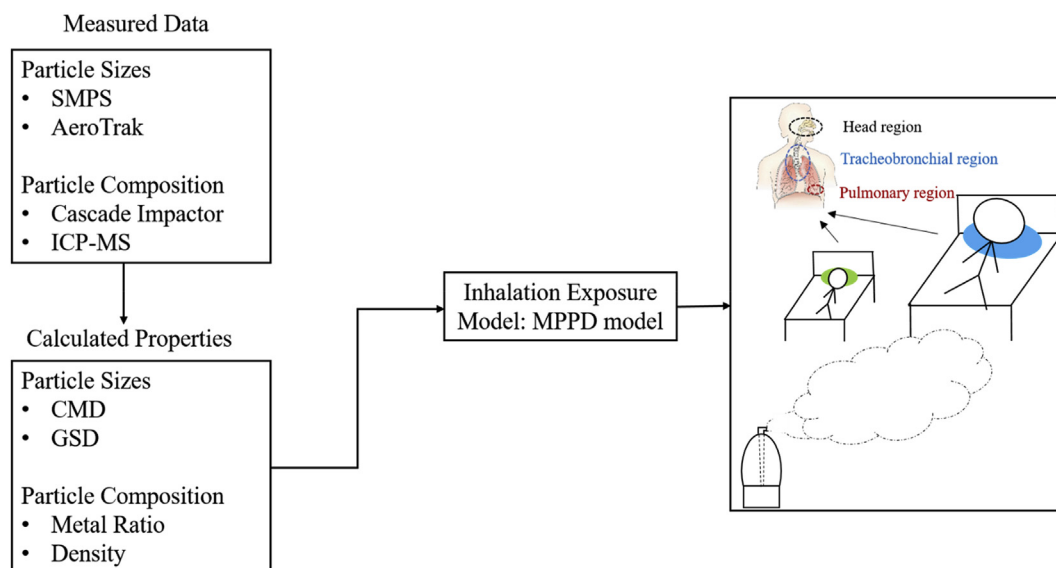 Measured Data
Particle Sizes
• SMPS
• AeroTrak
Particle Composition
• Cascade Impactor
• ICP-MS
Calculated Properties
Particle Sizes
• CMD
• GSD
Particle Composition
• Metal Ratio
• Density
Inhalation Exposure
Model: MPPD model
Head region
Tracheobronchial region
Pulmonary region